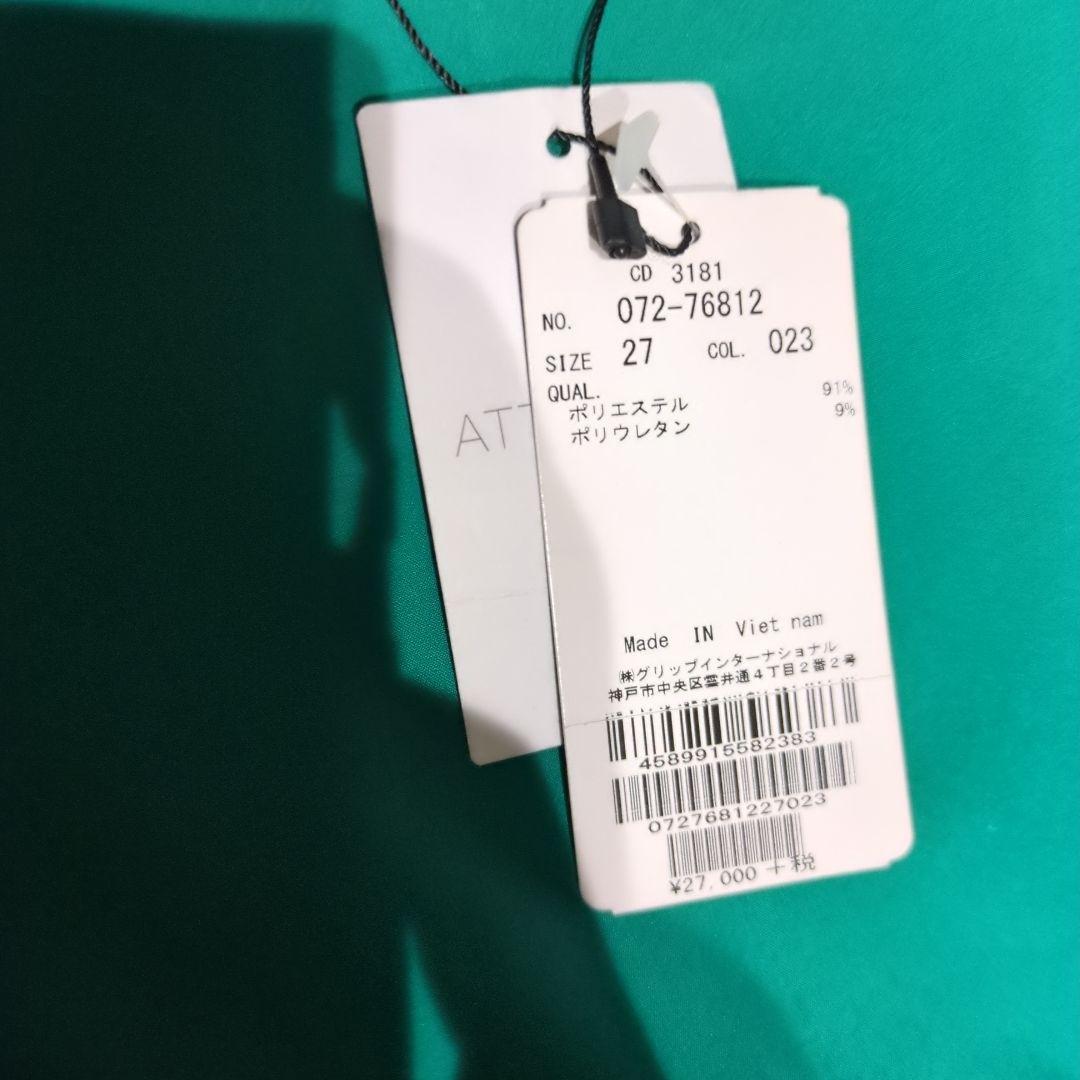 ATT
CD 3181
NO. 072-76812
SIZE 27 COL. 023
QUAL.
ポリエステル 91%
ポリウレタン 9%
Made IN Viet nam
㈱グリップインターナショナル
神戸市中央区雲井通4丁目2番2号
4589915582383
0727681227023
¥27,000 +税